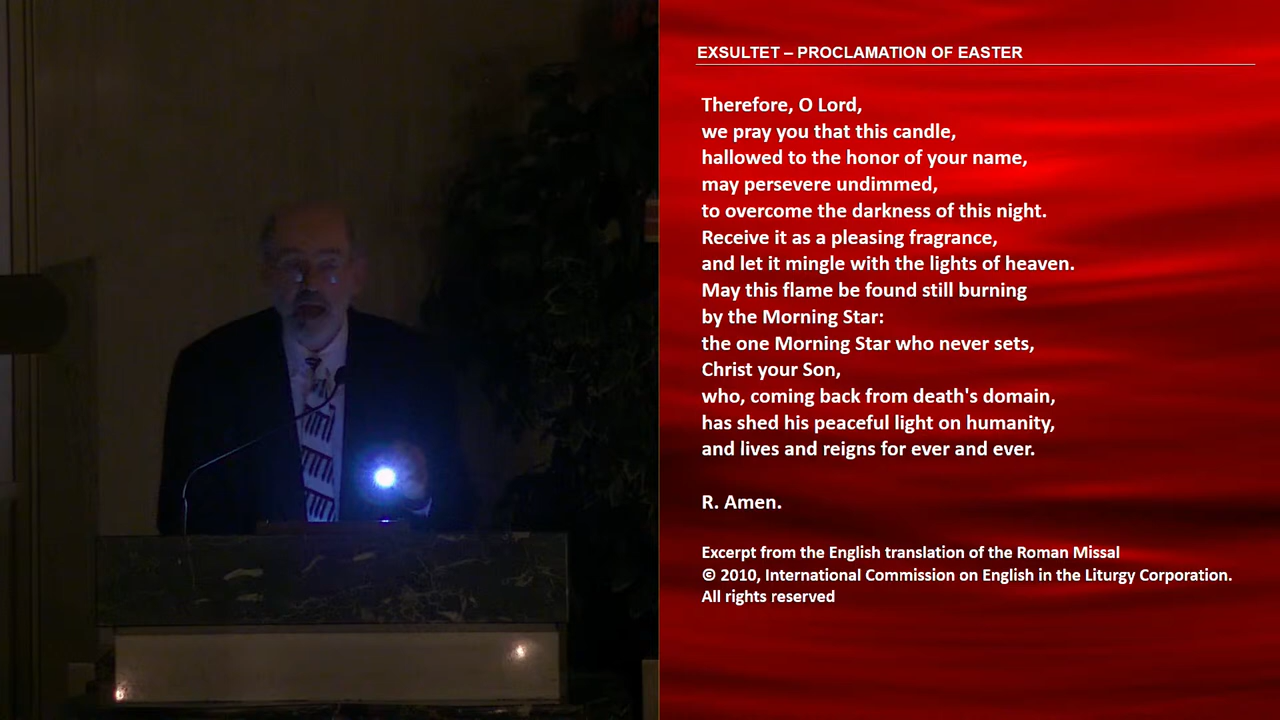 EXSULTET – PROCLAMATION OF EASTER
Therefore, O Lord,
we pray you that this candle,
hallowed to the honor of your name,
may persevere undimmed,
to overcome the darkness of this night.
Receive it as a pleasing fragrance,
and let it mingle with the lights of heaven.
May this flame be found still burning
by the Morning Star:
the one Morning Star who never sets,
Christ your Son,
who, coming back from death's domain,
has shed his peaceful light on humanity,
and lives and reigns for ever and ever.
R. Amen.
Excerpt from the English translation of the Roman Missal
© 2010, International Commission on English in the Liturgy Corporation.
All rights reserved